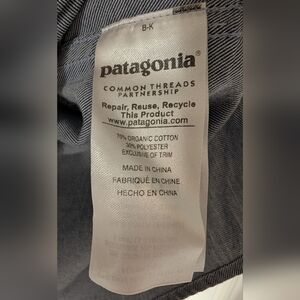 B-K
patagonia®
COMMON THREADS
PARTNERSHIP
Repair, Reuse, Recycle
This Product
www.patagonia.com
70% ORGANIC COTTON
30% POLYESTER
EXCLUSIVE OF TRIM
MADE IN CHINA
FABRIQUÉ EN CHINE
HECHO EN CHINA